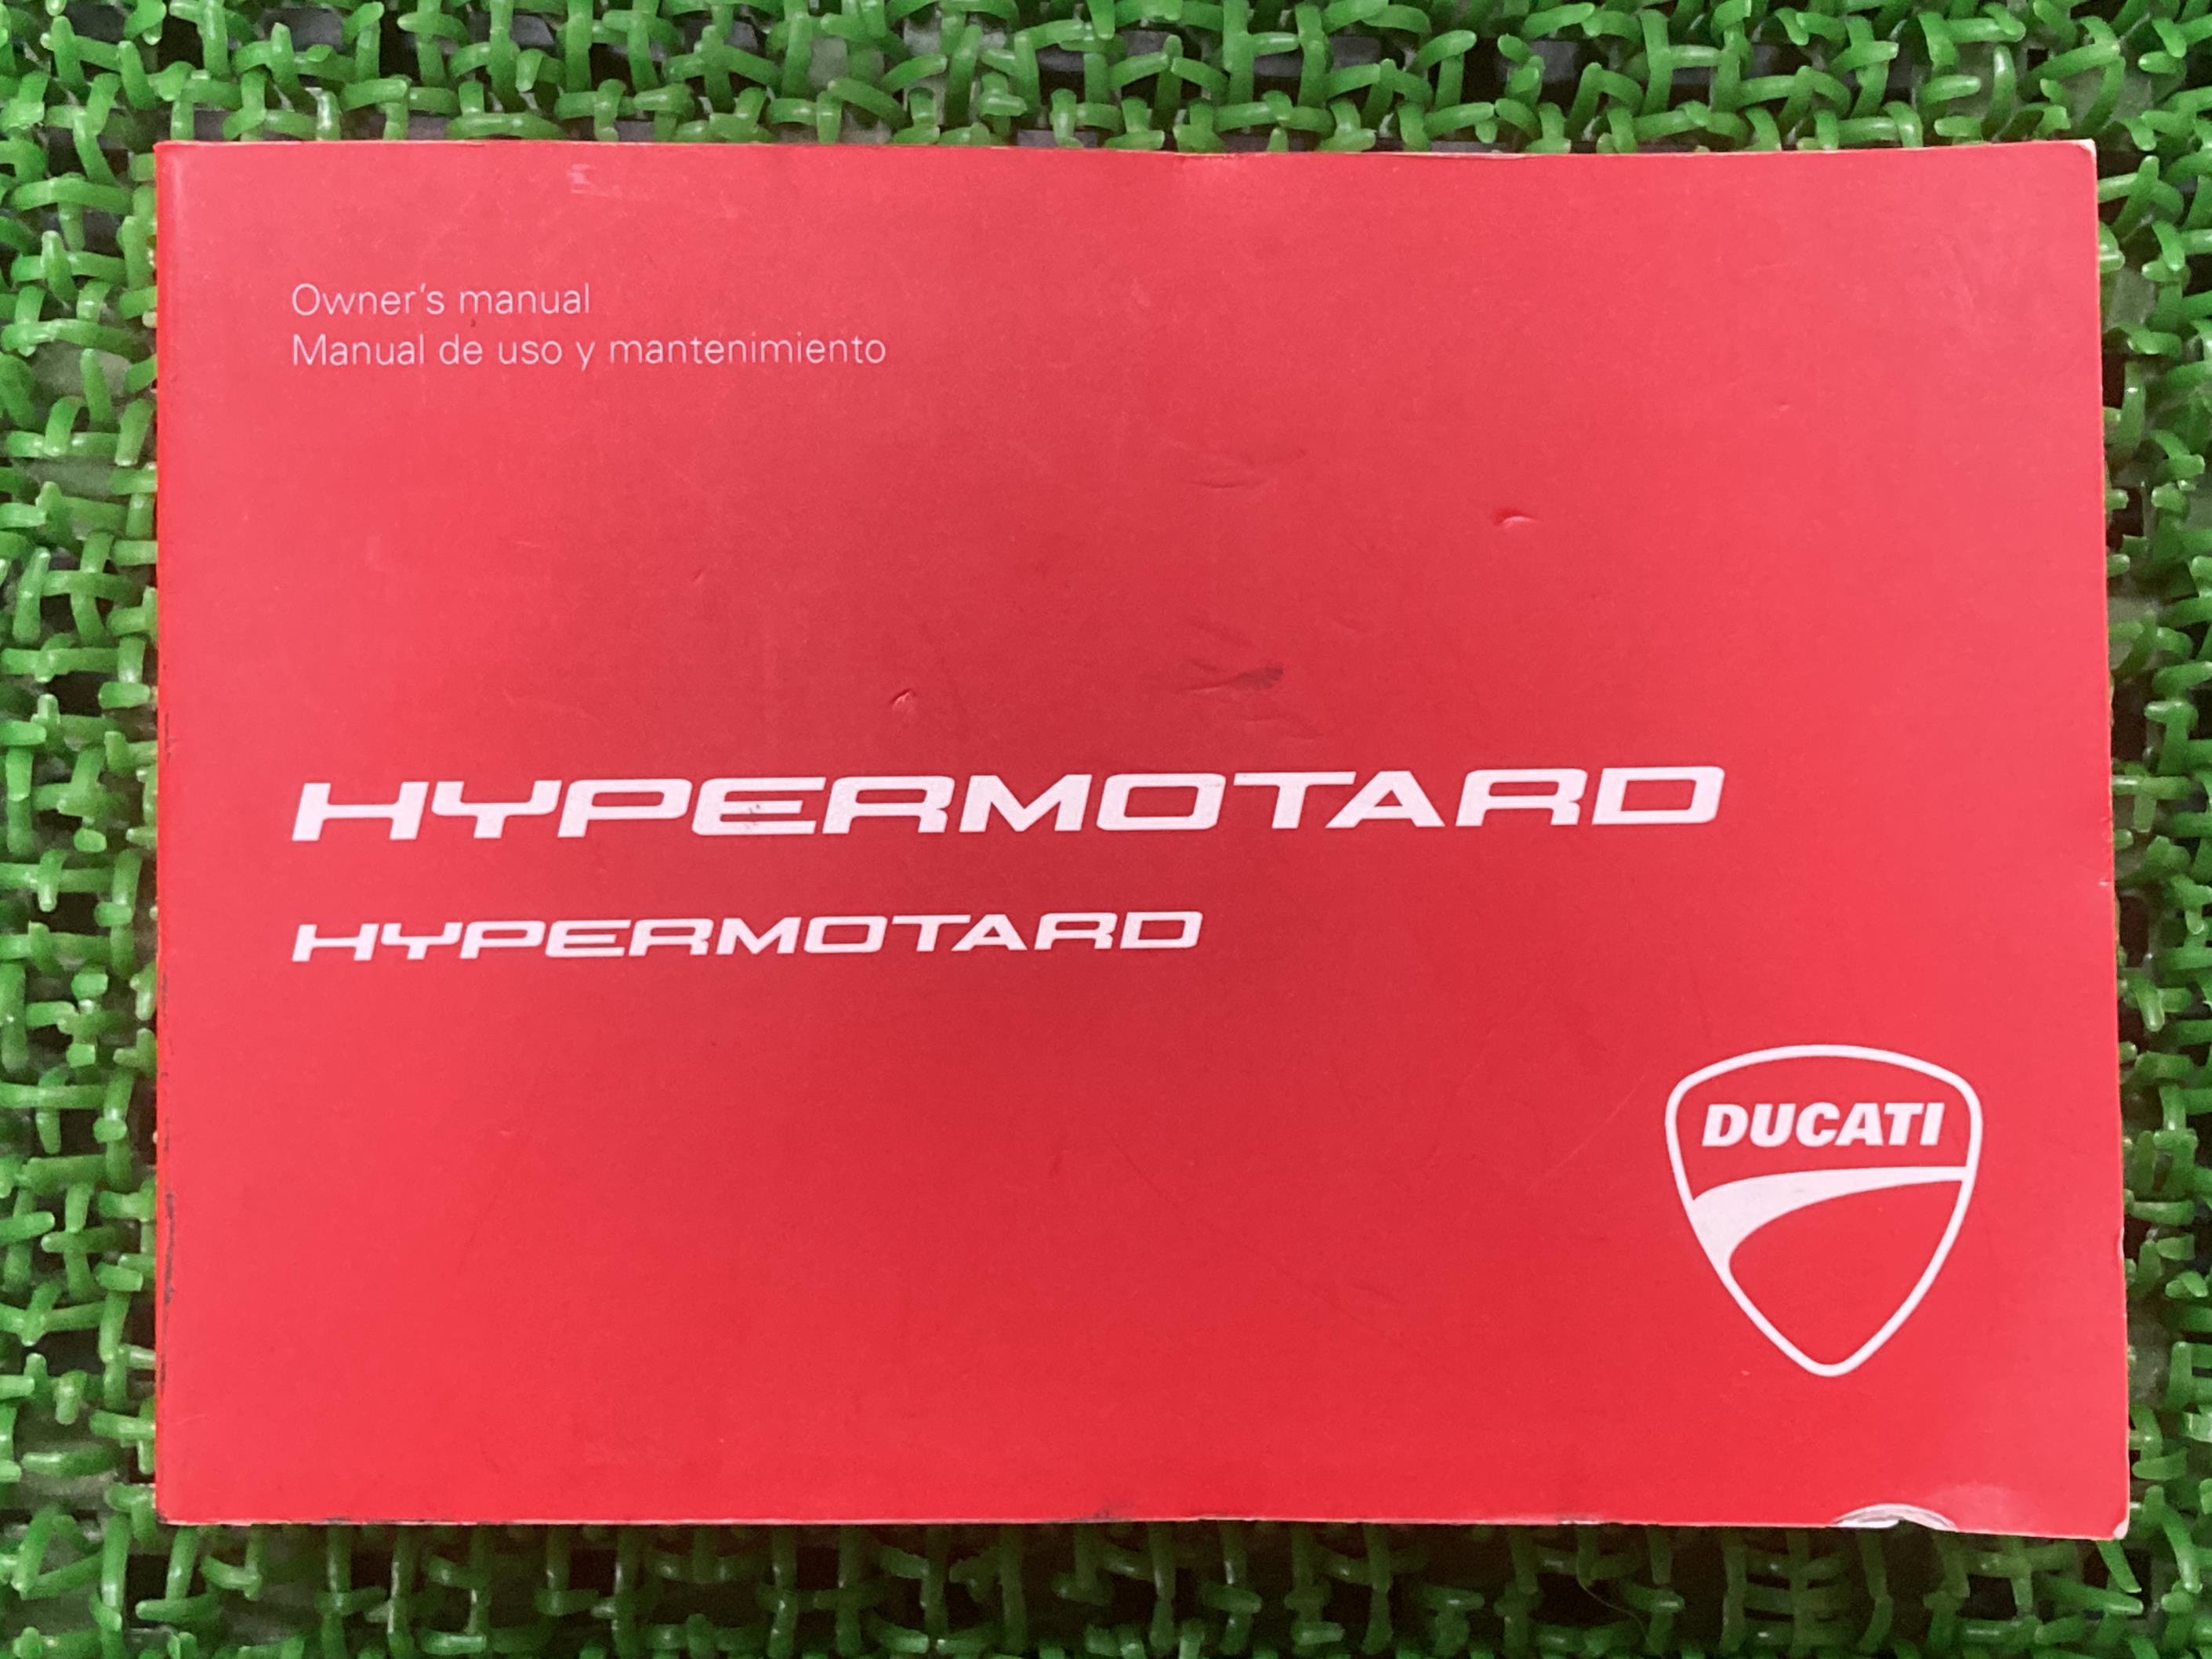 Owner's manual
Manual de uso y mantenimiento
HYPERMOTARD
HYPERMOTARD
DUCATI